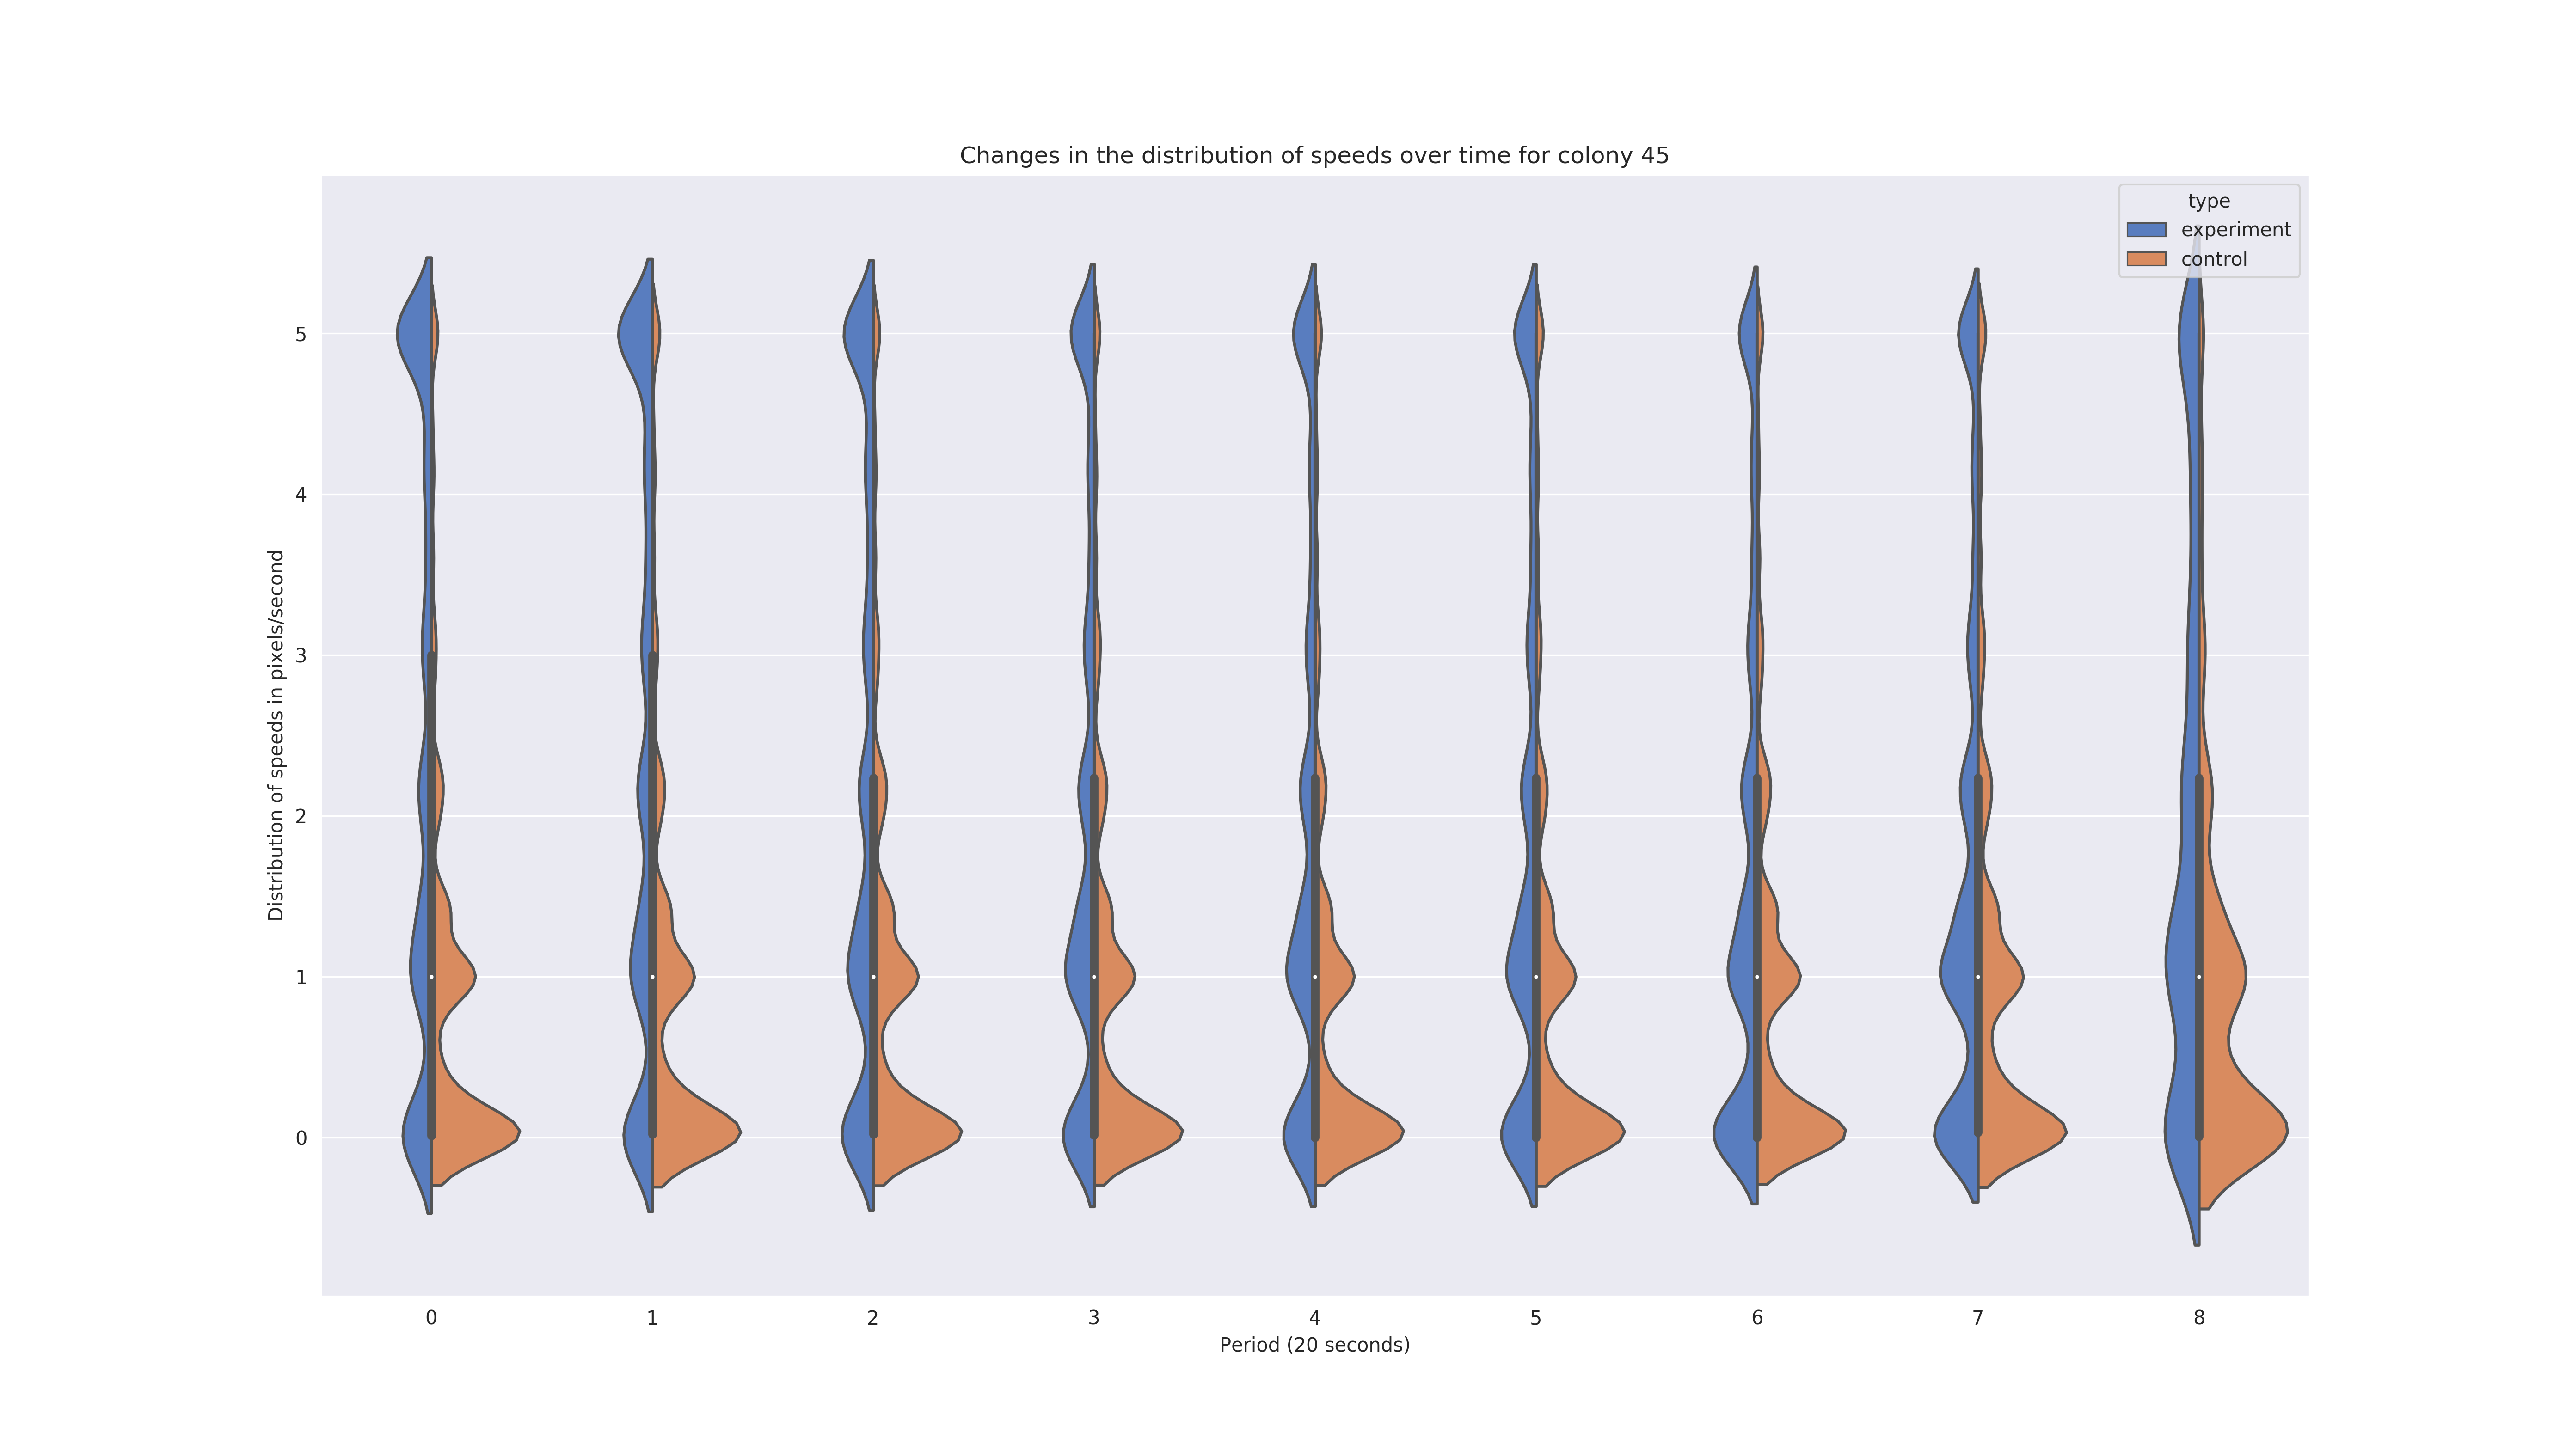 Changes in the distribution of speeds over time for colony 45
type
experiment
control
Distribution of speeds in pixels/second
5
4
3
2
1
0
0 1 2 3 4 5 6 7 8
Period (20 seconds)